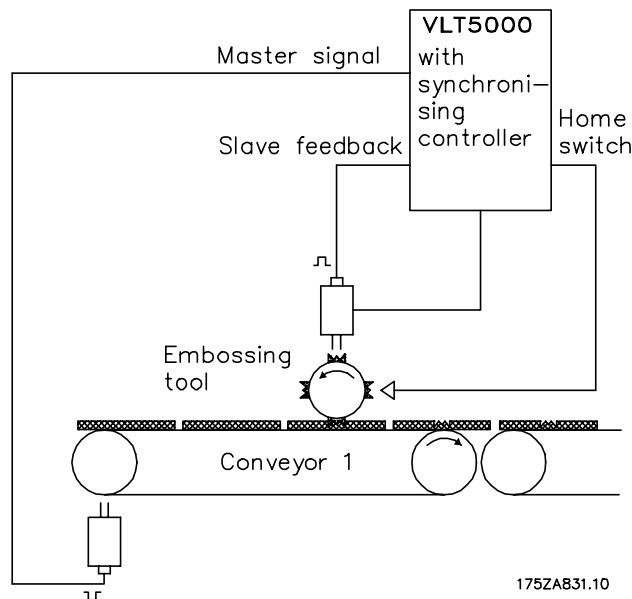 VLT5000
with
synchroni-
sing
controller
Master signal
Slave feedback
Home
switch
Embossing
tool
Conveyor 1
175ZA831.10